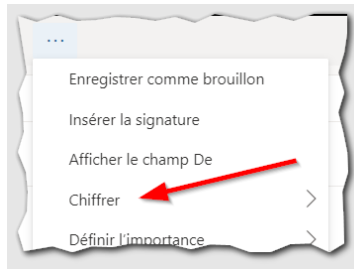 ...
Enregistrer comme brouillon
Insérer la signature
Afficher le champ De
Chiffrer
Définir l'importance